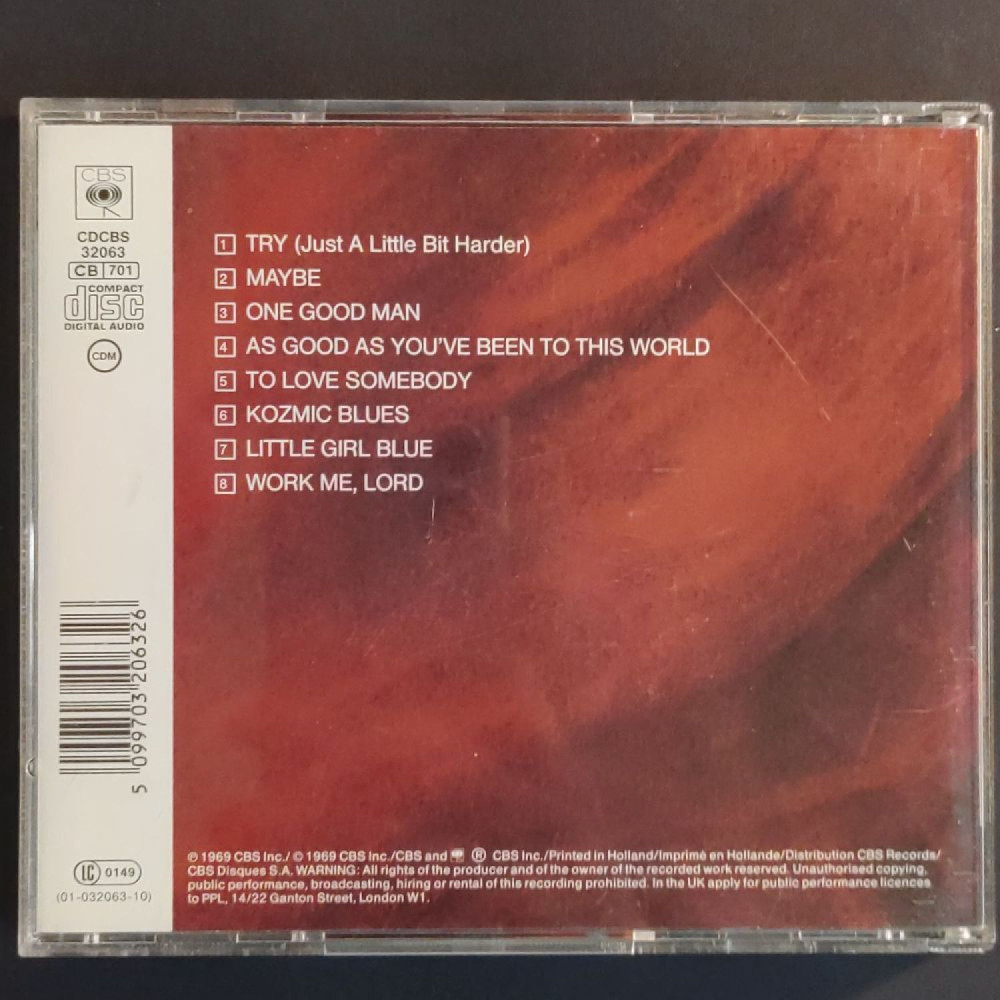 CBS
CDCBS
32063
CB 701
COMPACT
disc
DIGITAL AUDIO
CDM
1 TRY (Just A Little Bit Harder)
2 MAYBE
3 ONE GOOD MAN
4 AS GOOD AS YOU'VE BEEN TO THIS WORLD
5 TO LOVE SOMEBODY
6 KOZMIC BLUES
7 LITTLE GIRL BLUE
8 WORK ME, LORD
5 099703 206326
LC 0149
(01-032063-10)
℗ 1969 CBS Inc./ © 1969 CBS Inc./CBS and ® CBS Inc./Printed in Holland/Imprimé en Hollande/Distribution CBS Records/
CBS Disques S.A. WARNING: All rights of the producer and of the owner of the recorded work reserved. Unauthorised copying,
public performance, broadcasting, hiring or rental of this recording prohibited. In the UK apply for public performance licences
to PPL, 14/22 Ganton Street, London W1.